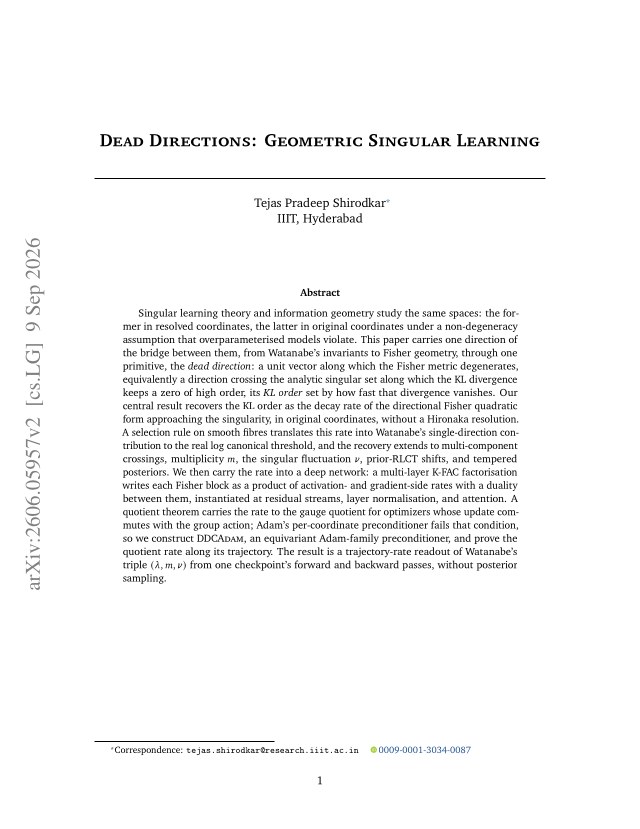 Dead Directions: Geometric Singular Learning
Tejas Pradeep Shirodkar*
IIIT, Hyderabad
Abstract
Singular learning theory and information geometry study the same spaces: the for-
mer in resolved coordinates, the latter in original coordinates under a non-degeneracy
assumption that overparameterised models violate. This paper carries one direction of
the bridge between them, from Watanabe's invariants to Fisher geometry, through one
primitive, the dead direction: a unit vector along which the Fisher metric degenerates,
equivalently a direction crossing the analytic singular set along which the KL divergence
keeps a zero of high order, its KL order set by how fast that divergence vanishes. Our
central result recovers the KL order as the decay rate of the directional Fisher quadratic
form approaching the singularity, in original coordinates, without a Hironaka resolution.
A selection rule on smooth fibres translates this rate into Watanabe's single-direction con-
tribution to the real log canonical threshold, and the recovery extends to multi-component
crossings, multiplicity m, the singular fluctuation ν, prior-RLCT shifts, and tempered
posteriors. We then carry the rate into a deep network: a multi-layer K-FAC factorisation
writes each Fisher block as a product of activation- and gradient-side rates with a duality
between them, instantiated at residual streams, layer normalisation, and attention. A
quotient theorem carries the rate to the gauge quotient for optimizers whose update com-
mutes with the group action; Adam's per-coordinate preconditioner fails that condition,
so we construct DDCAdam, an equivariant Adam-family preconditioner, and prove the
quotient rate along its trajectory. The result is a trajectory-rate readout of Watanabe's
triple (λ, m, ν) from one checkpoint's forward and backward passes, without posterior
sampling.
*Correspondence: tejas.shirodkar@research.iiit.ac.in 0009-0001-3034-0087
1
arXiv:2606.05957v2 [cs.LG] 9 Sep 2026